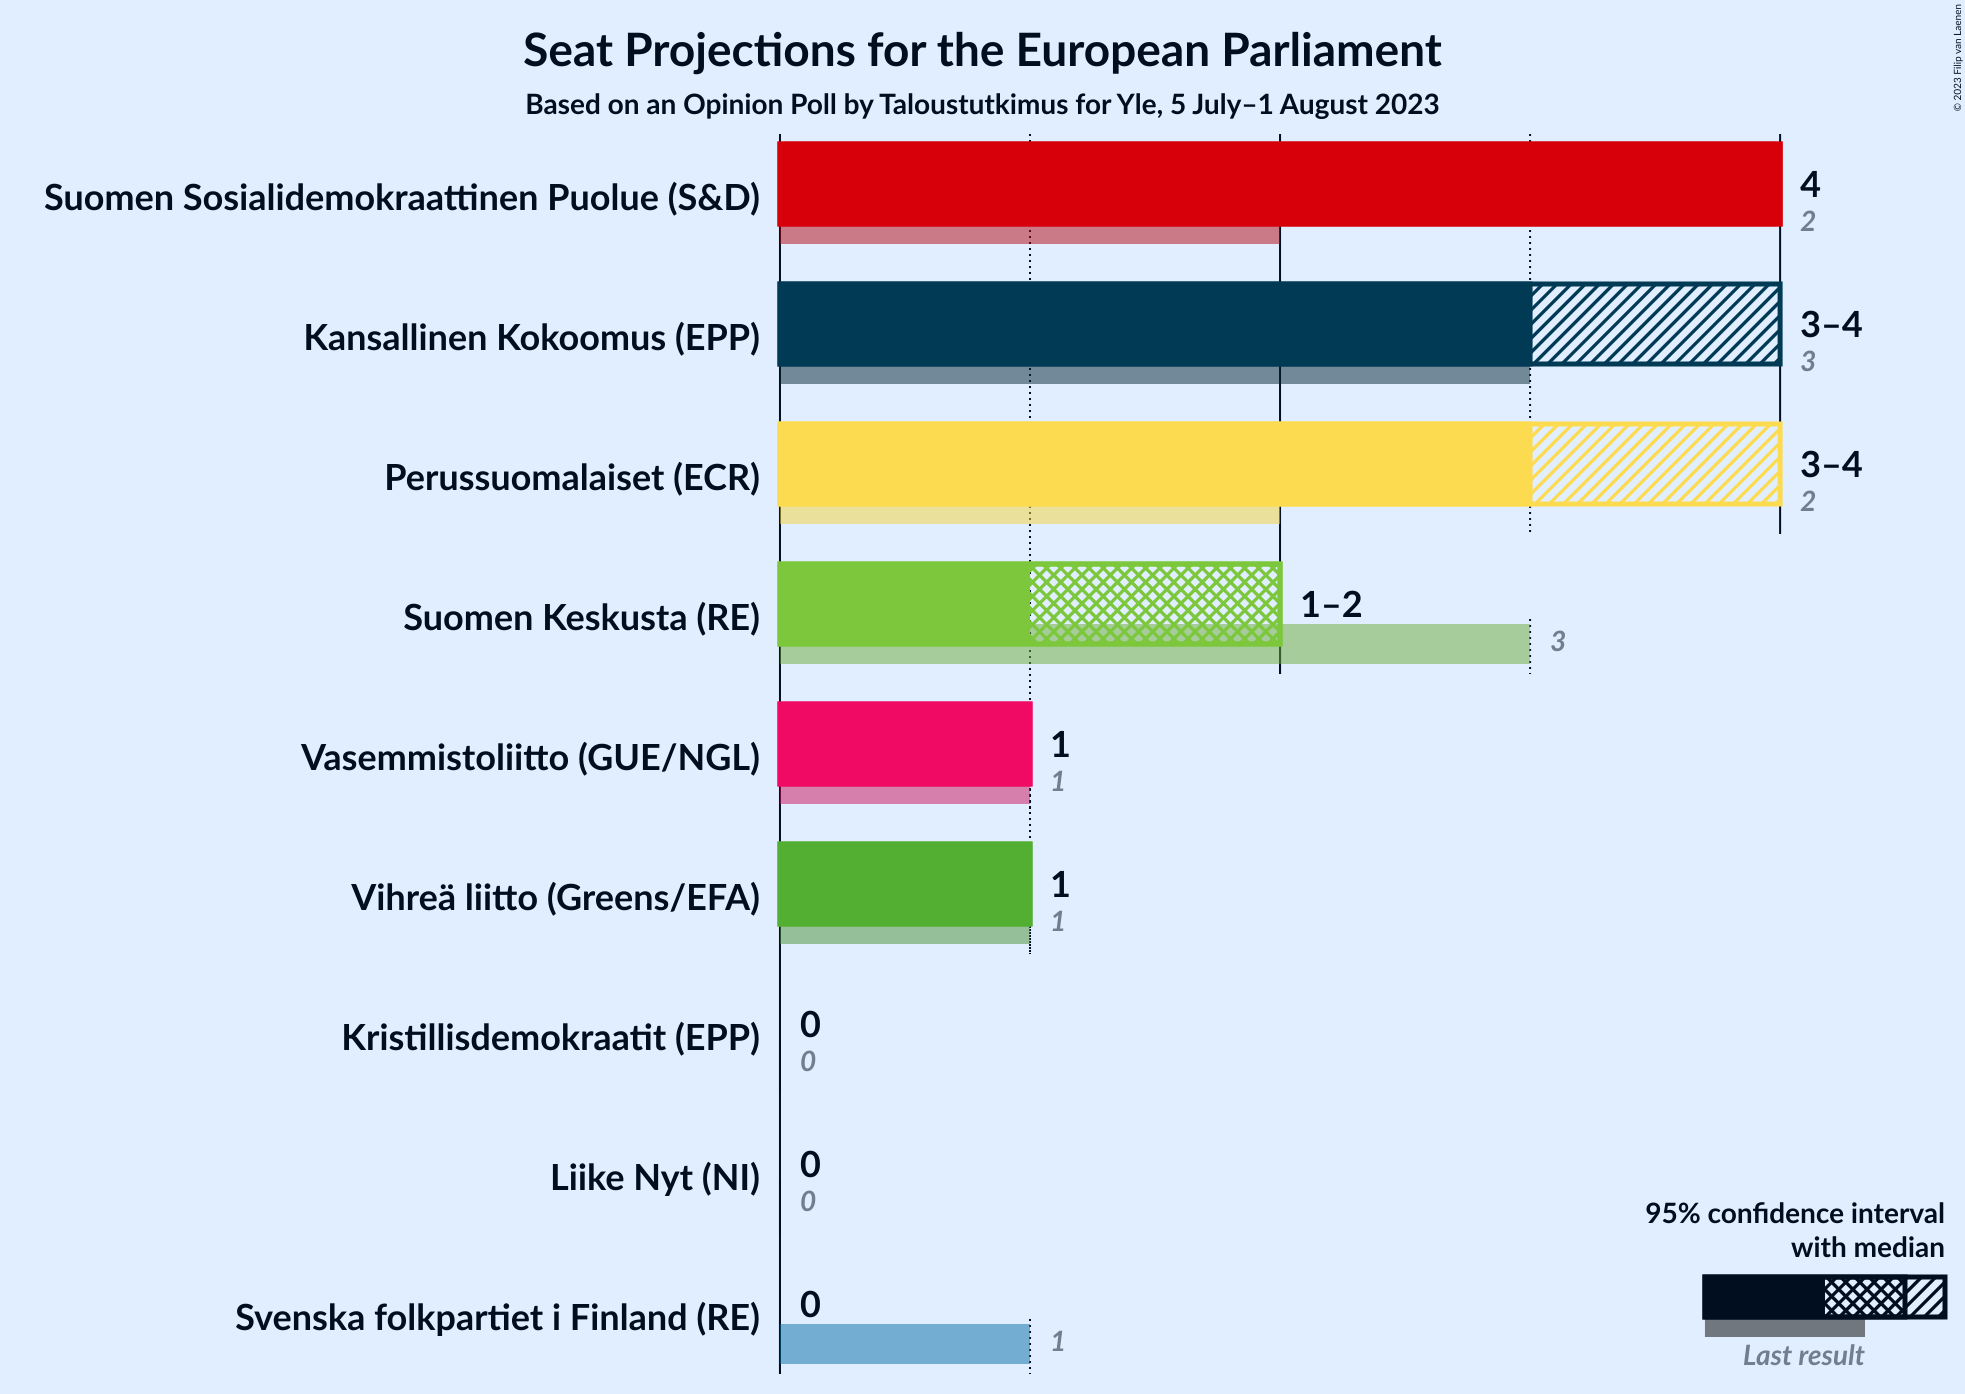 Seat Projections for the European Parliament
Based on an Opinion Poll by Taloustutkimus for Yle, 5 July–1 August 2023
© 2023 Filip van Laenen
Suomen Sosialidemokraattinen Puolue (S&D)
4
2
Kansallinen Kokoomus (EPP)
3–4
3
Perussuomalaiset (ECR)
3–4
2
Suomen Keskusta (RE)
1–2
3
Vasemmistoliitto (GUE/NGL)
1
1
Vihreä liitto (Greens/EFA)
1
1
Kristillisdemokraatit (EPP)
0
0
Liike Nyt (NI)
0
0
Svenska folkpartiet i Finland (RE)
0
1
95% confidence interval
with median
Last result